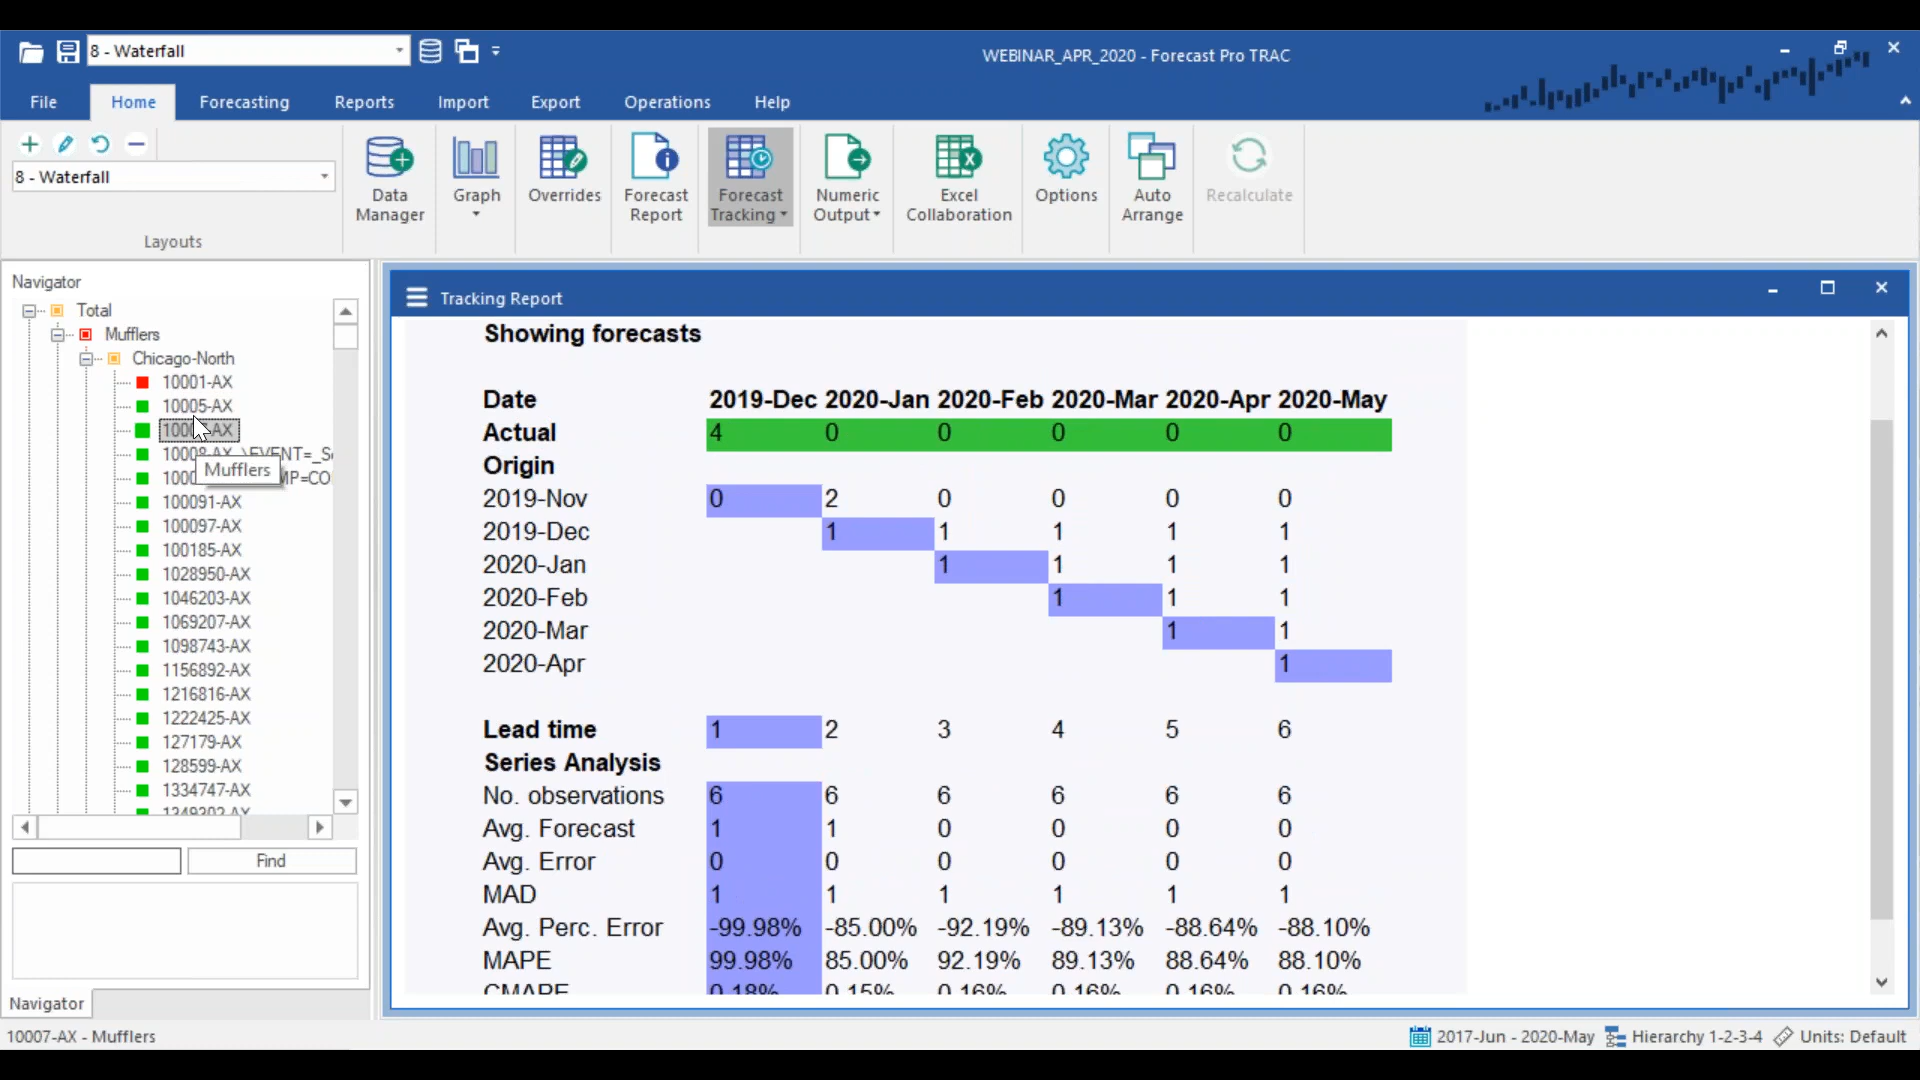 8 - Waterfall
WEBINAR_APR_2020 - Forecast Pro TRAC
File Home Forecasting Reports Import Export Operations Help
8 - Waterfall
Layouts
Data Manager
Graph
Overrides
Forecast Report
Forecast Tracking
Numeric Output
Excel Collaboration
Options
Auto Arrange
Recalculate
Navigator
Total
Mufflers
Chicago-North
10001-AX
10005-AX
-AX
Mufflers
100091-AX
100097-AX
100185-AX
1028950-AX
1046203-AX
1069207-AX
1098743-AX
1156892-AX
1216816-AX
1222425-AX
127179-AX
128599-AX
1334747-AX
Find
Navigator
Tracking Report
Showing forecasts
Date 2019-Dec 2020-Jan 2020-Feb 2020-Mar 2020-Apr 2020-May
Actual 4 0 0 0 0 0
Origin
2019-Nov 0 2 0 0 0 0
2019-Dec 1 1 1 1 1
2020-Jan 1 1 1 1
2020-Feb 1 1 1
2020-Mar 1 1
2020-Apr 1
Lead time 1 2 3 4 5 6
Series Analysis
No. observations 6 6 6 6 6 6
Avg. Forecast 1 1 0 0 0 0
Avg. Error 0 0 0 0 0 0
MAD 1 1 1 1 1 1
Avg. Perc. Error -99.98% -85.00% -92.19% -89.13% -88.64% -88.10%
MAPE 99.98% 85.00% 92.19% 89.13% 88.64% 88.10%
10007-AX - Mufflers
2017-Jun - 2020-May Hierarchy 1-2-3-4 Units: Default